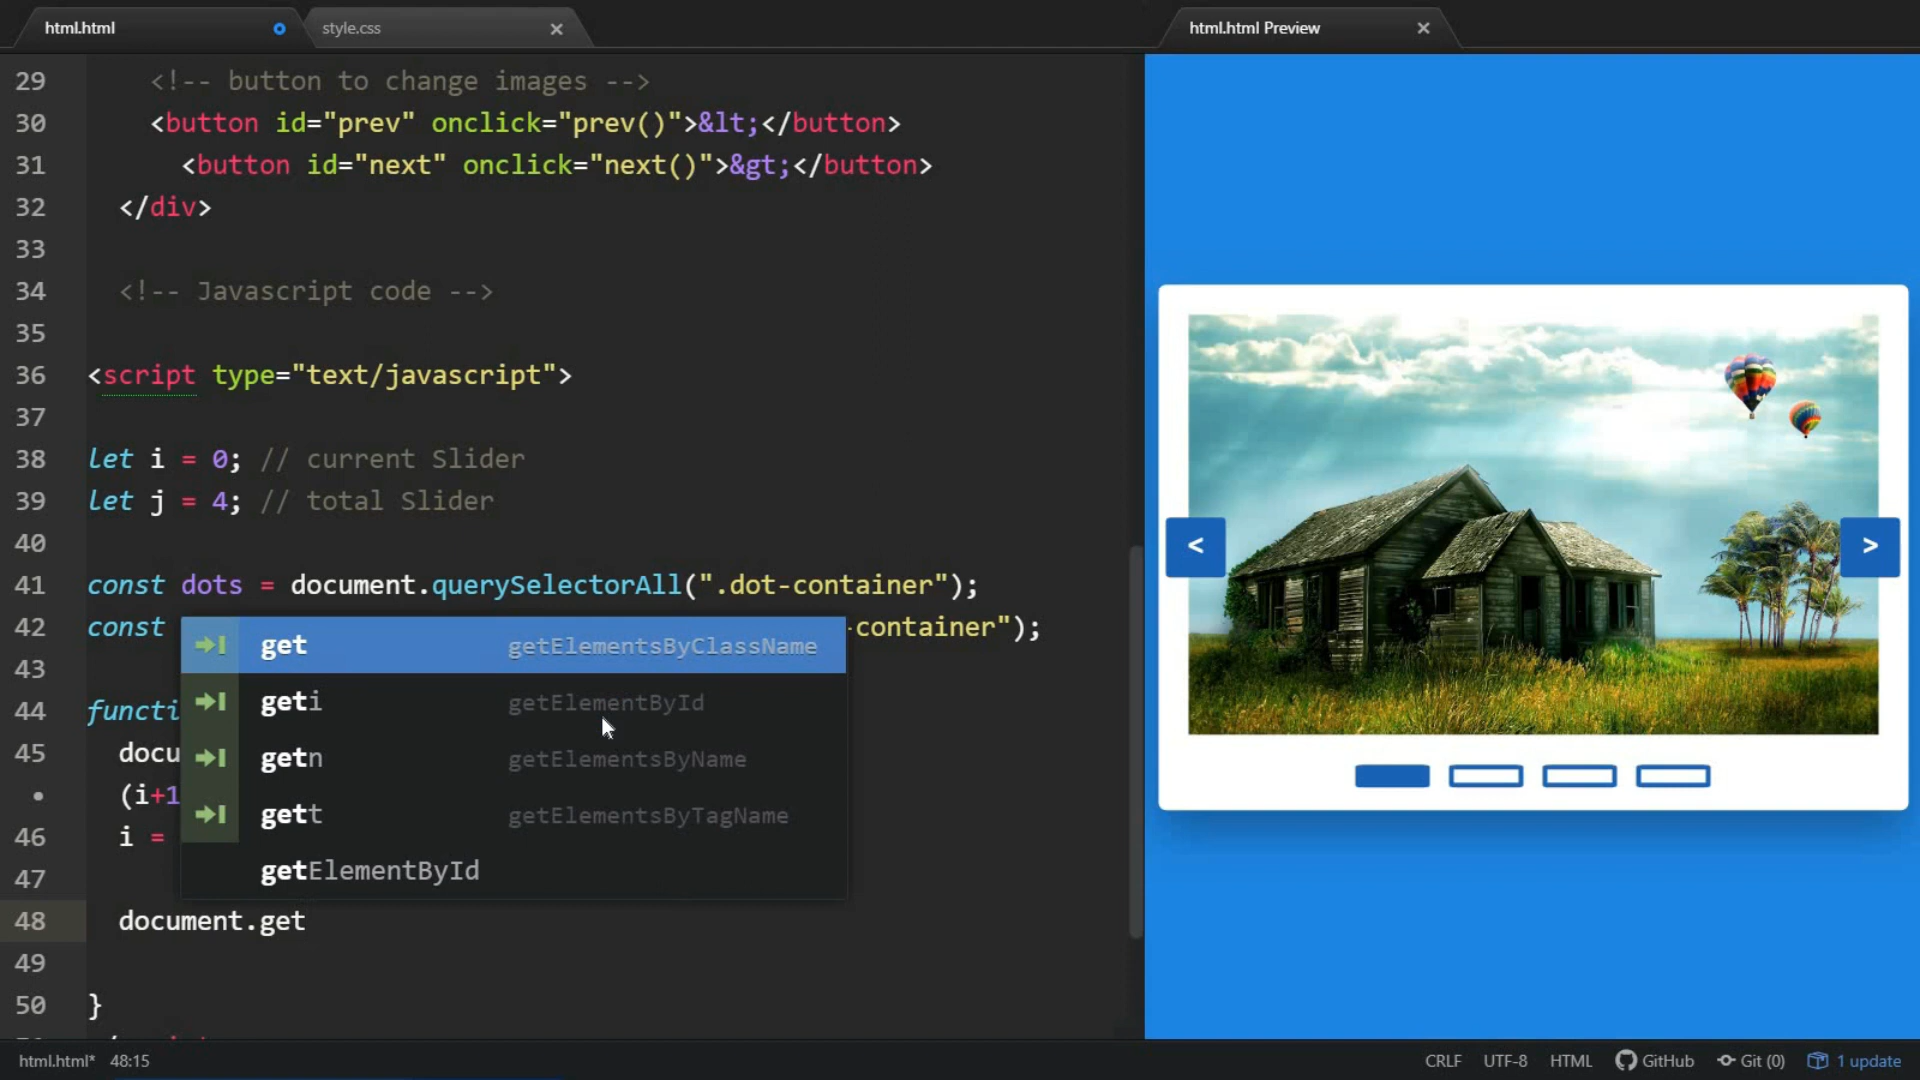 html.html
style.css
html.html Preview
29 <!-- button to change images -->
30 <button id="prev" onclick="prev()">&lt;</button>
31 <button id="next" onclick="next()">&gt;</button>
32 </div>
33
34 <!-- Javascript code -->
35
36 <script type="text/javascript">
37
38 let i = 0; // current Slider
39 let j = 4; // total Slider
40
41 const dots = document.querySelectorAll(".dot-container");
42 const -container");
43
44 functi
45 docu
• (i+1
46 i =
47
48 document.get
49
50 }
get getElementsByClassName
geti getElementById
getn getElementsByName
gett getElementsByTagName
getElementById
<
>
html.html* 48:15
CRLF UTF-8 HTML GitHub Git (0) 1 update